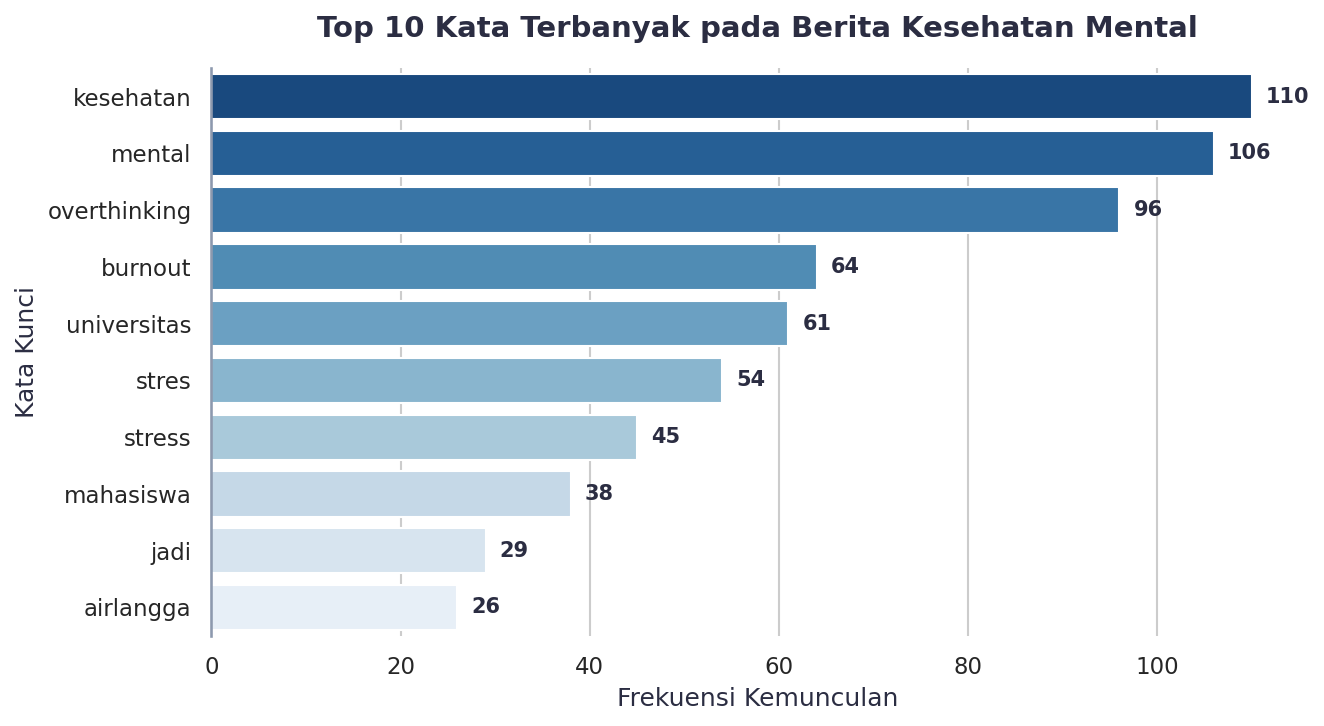 Top 10 Kata Terbanyak pada Berita Kesehatan Mental
Kata Kunci
kesehatan 110
mental 106
overthinking 96
burnout 64
universitas 61
stres 54
stress 45
mahasiswa 38
jadi 29
airlangga 26
0 20 40 60 80 100
Frekuensi Kemunculan